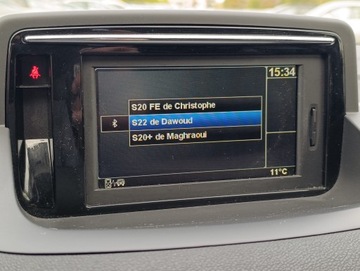 15:34
S20 FE de Christophe
S22 de Dawoud
S20+ de Maghraoui
11°C